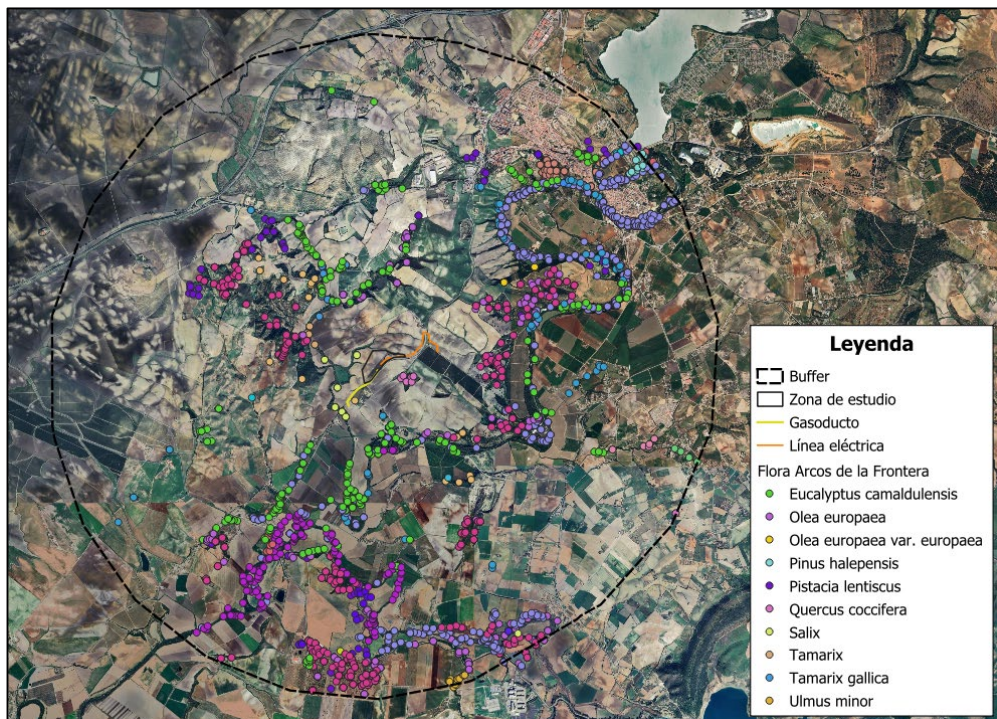 Leyenda
Buffer
Zona de estudio
Gasoducto
Línea eléctrica
Flora Arcos de la Frontera
Eucalyptus camaldulensis
Olea europaea
Olea europaea var. europaea
Pinus halepensis
Pistacia lentiscus
Quercus coccifera
Salix
Tamarix
Tamarix gallica
Ulmus minor